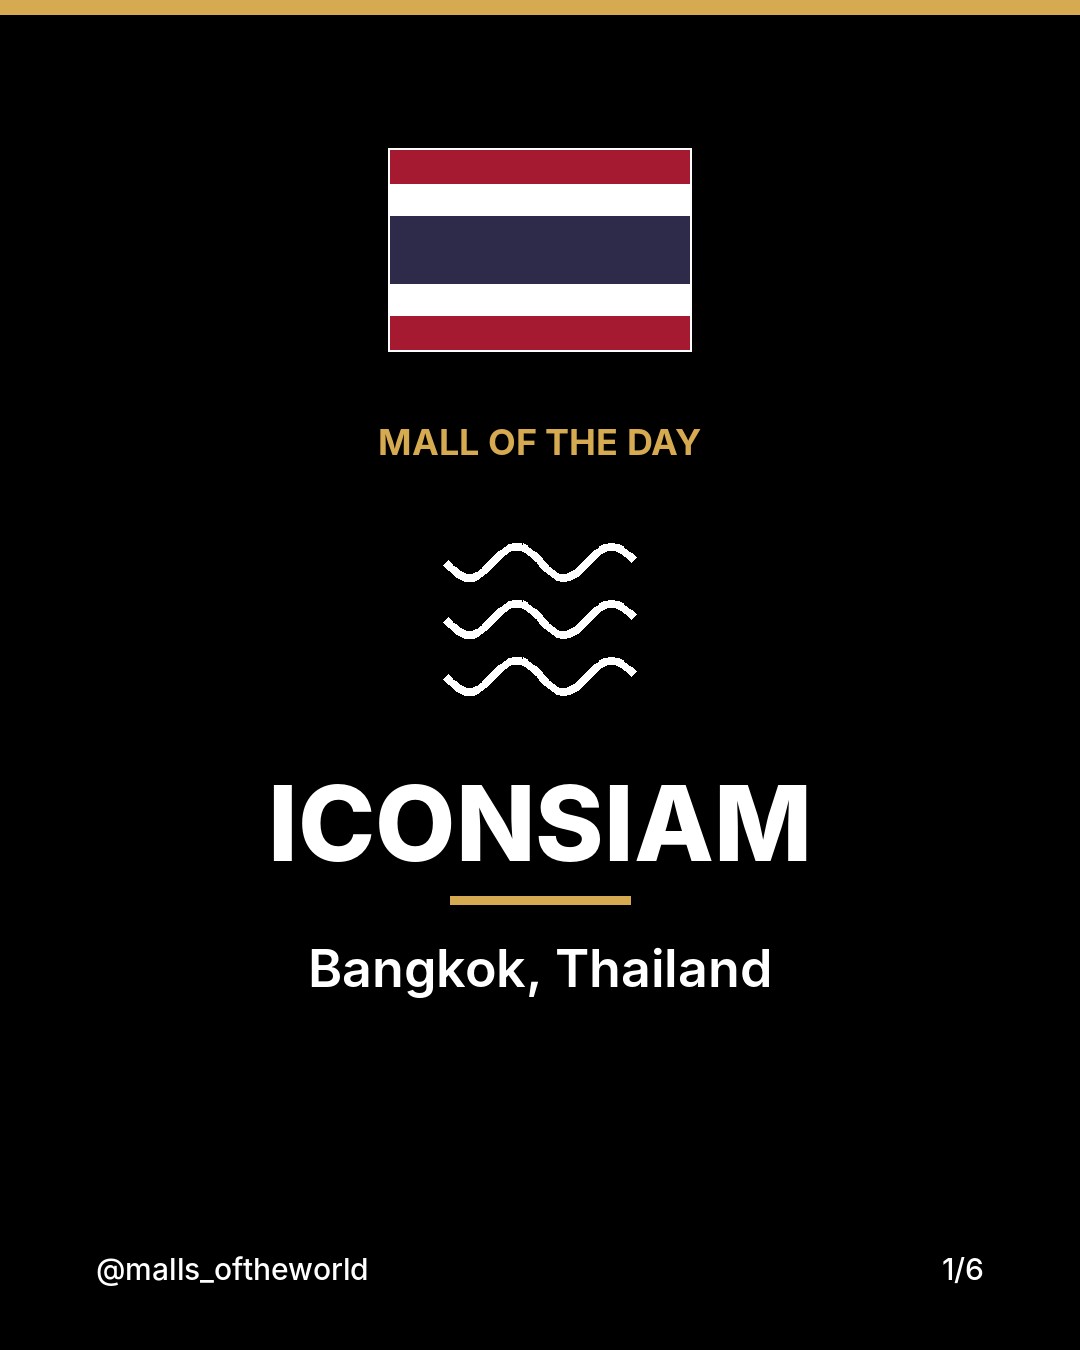 MALL OF THE DAY
ICONSIAM
Bangkok, Thailand
@malls_oftheworld
1/6